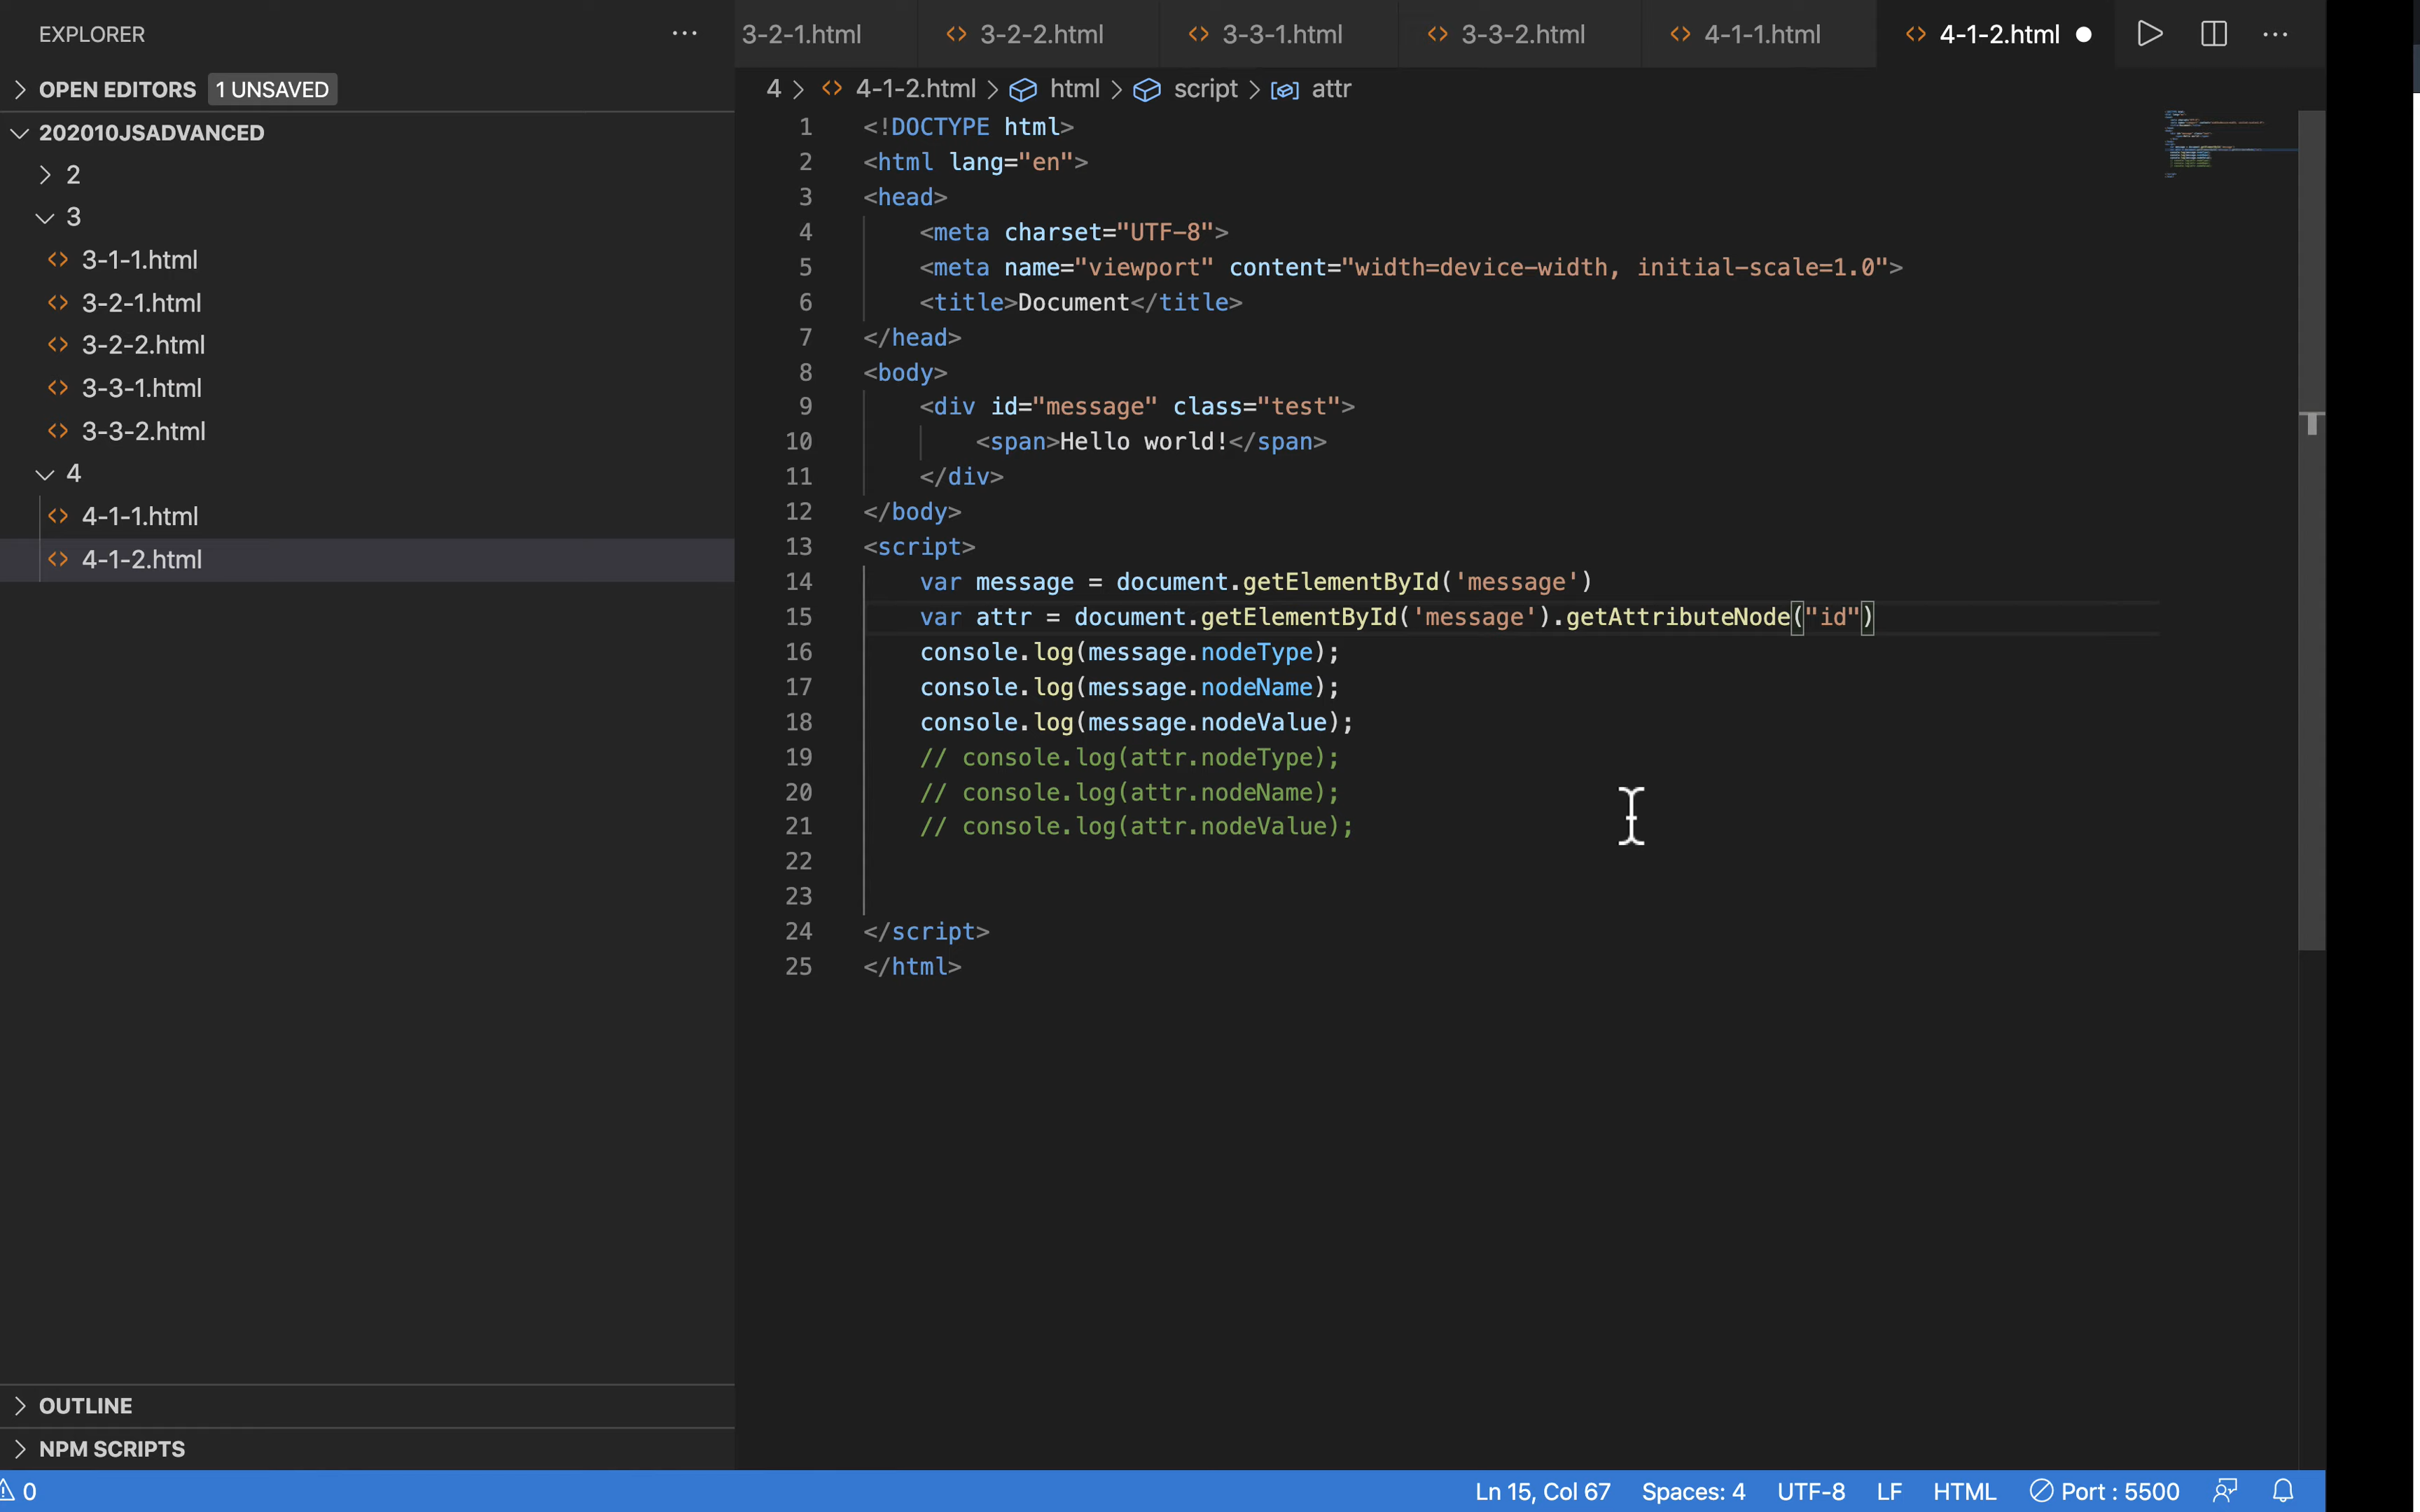 EXPLORER
OPEN EDITORS 1 UNSAVED
202010JSADVANCED
2
3
3-1-1.html
3-2-1.html
3-2-2.html
3-3-1.html
3-3-2.html
4
4-1-1.html
4-1-2.html
OUTLINE
NPM SCRIPTS
3-2-1.html 3-2-2.html 3-3-1.html 3-3-2.html 4-1-1.html 4-1-2.html
4 > 4-1-2.html > html > script > attr
1 <!DOCTYPE html>
2 <html lang="en">
3 <head>
4 <meta charset="UTF-8">
5 <meta name="viewport" content="width=device-width, initial-scale=1.0">
6 <title>Document</title>
7 </head>
8 <body>
9 <div id="message" class="test">
10 <span>Hello world!</span>
11 </div>
12 </body>
13 <script>
14 var message = document.getElementById('message')
15 var attr = document.getElementById('message').getAttributeNode("id")
16 console.log(message.nodeType);
17 console.log(message.nodeName);
18 console.log(message.nodeValue);
19 // console.log(attr.nodeType);
20 // console.log(attr.nodeName);
21 // console.log(attr.nodeValue);
22
23
24 </script>
25 </html>
0 Ln 15, Col 67 Spaces: 4 UTF-8 LF HTML Port : 5500